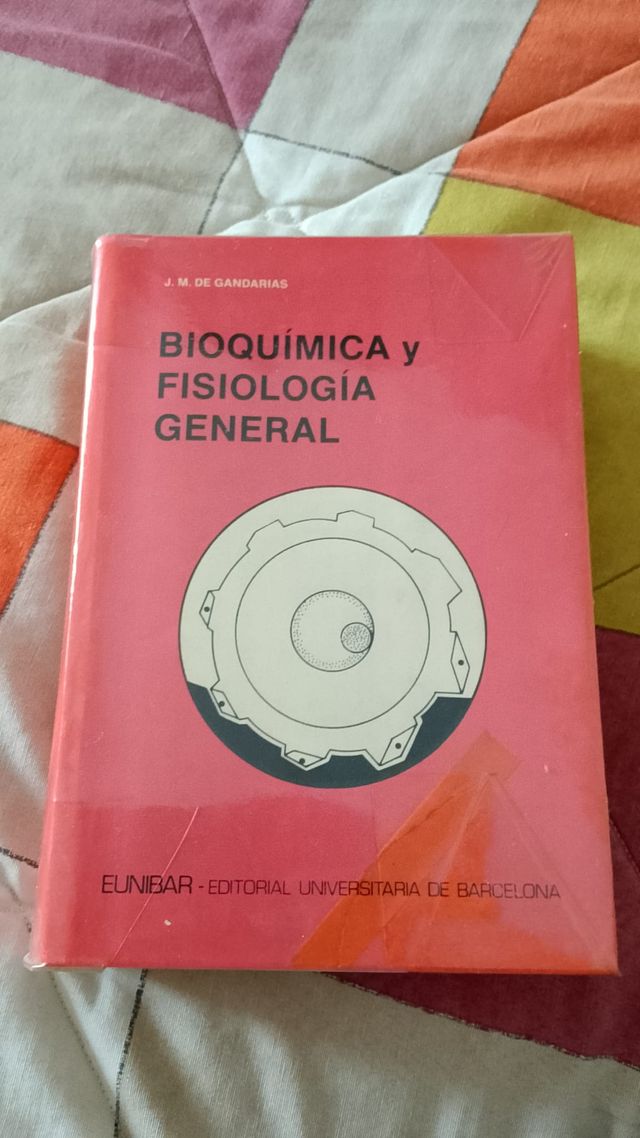 J. M. DE GANDARIAS
BIOQUÍMICA y
FISIOLOGÍA
GENERAL
EUNIBAR - EDITORIAL UNIVERSITARIA DE BARCELONA